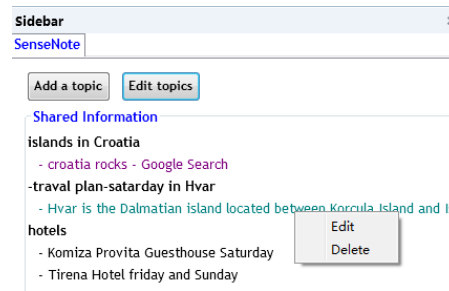 Sidebar
SenseNote
Add a topic Edit topics
Shared Information
islands in Croatia
- croatia rocks - Google Search
-traval plan-satarday in Hvar
- Hvar is the Dalmatian island located between Korcula Island and
hotels
Edit
- Komiza Provita Guesthouse Saturday
Delete
- Tirena Hotel friday and Sunday